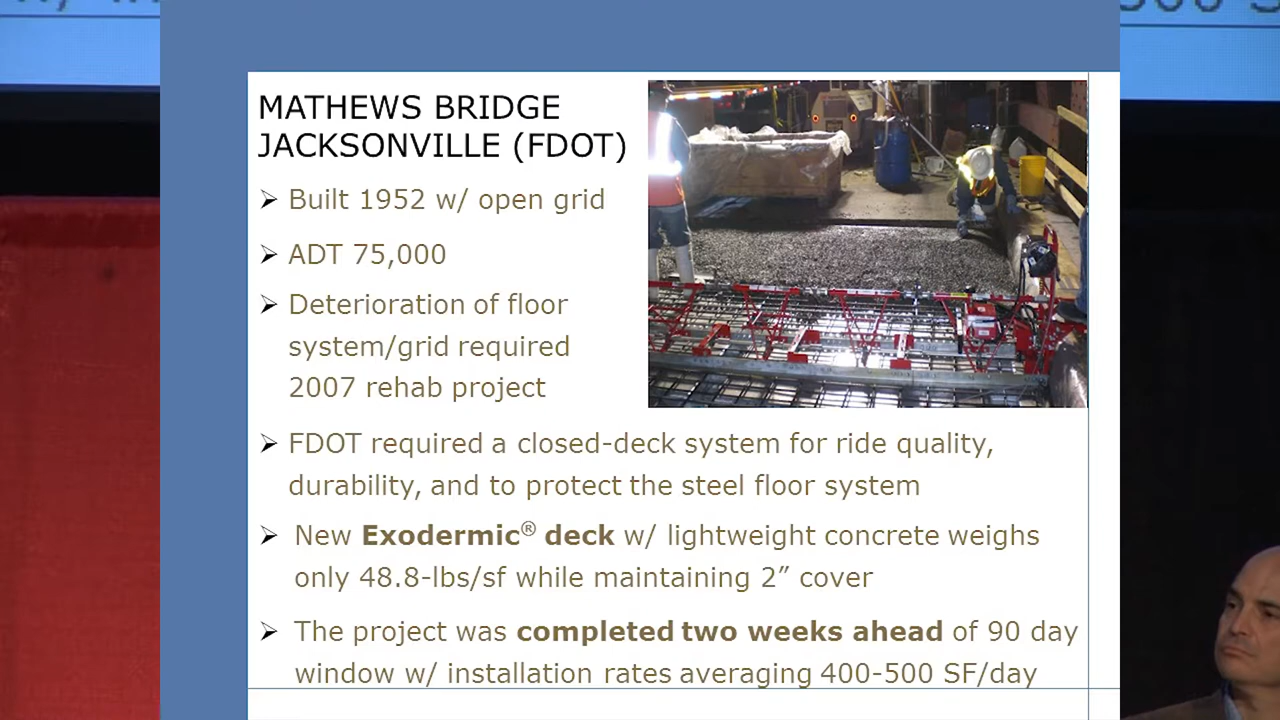 MATHEWS BRIDGE
JACKSONVILLE (FDOT)
➢ Built 1952 w/ open grid
➢ ADT 75,000
➢ Deterioration of floor
system/grid required
2007 rehab project
➢ FDOT required a closed-deck system for ride quality,
durability, and to protect the steel floor system
➢ New Exodermic® deck w/ lightweight concrete weighs
only 48.8-lbs/sf while maintaining 2” cover
➢ The project was completed two weeks ahead of 90 day
window w/ installation rates averaging 400-500 SF/day